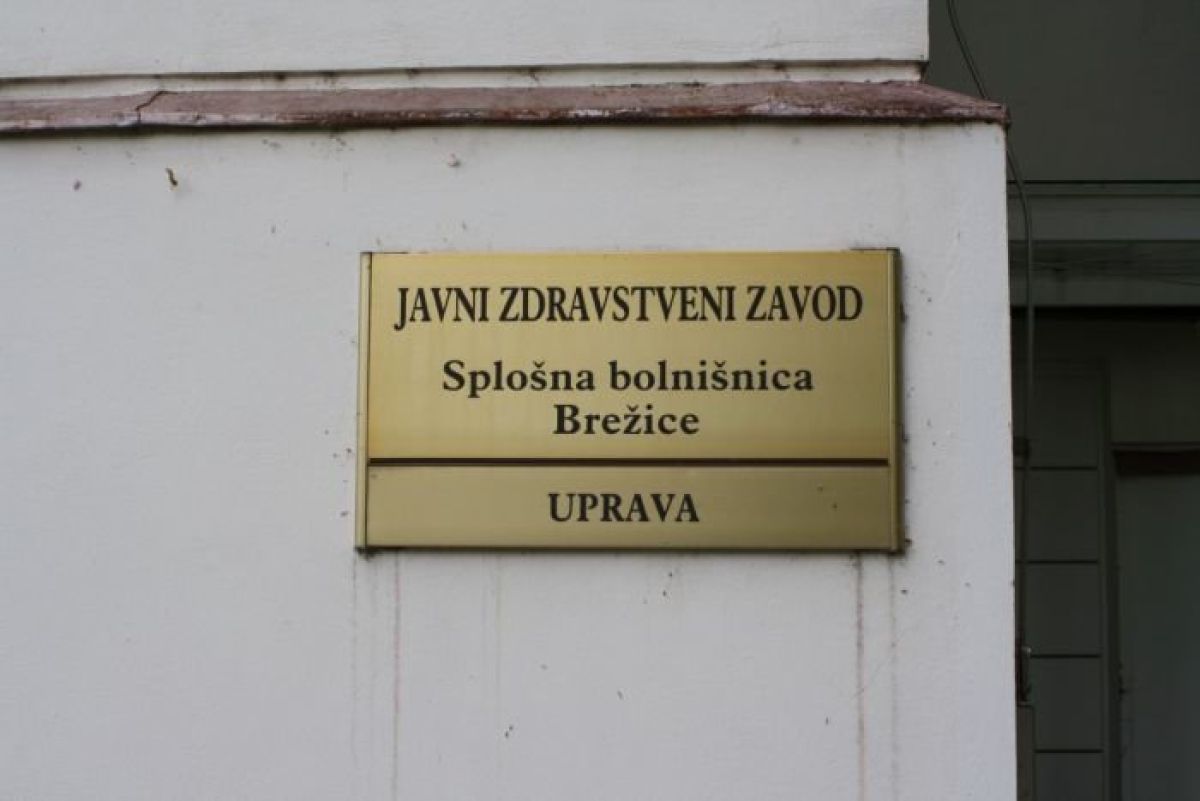 JAVNI ZDRAVSTVENI ZAVOD
Splošna bolnišnica
Brežice
UPRAVA